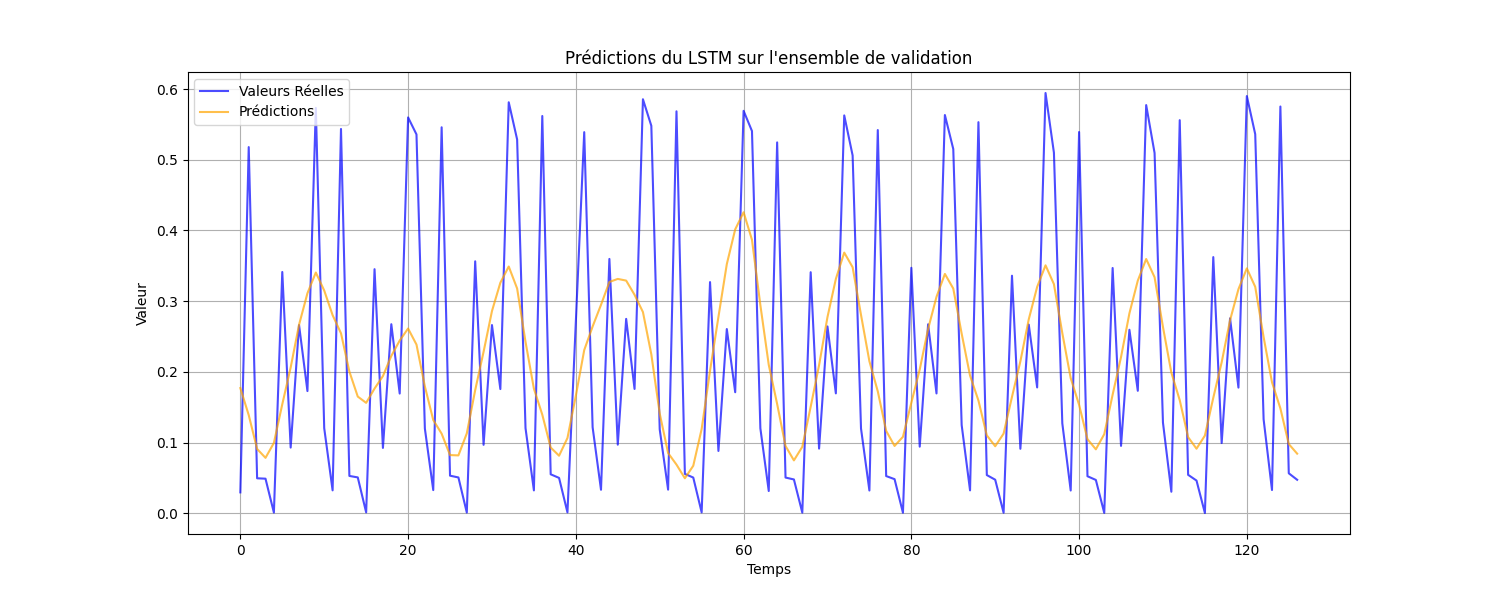 Prédictions du LSTM sur l'ensemble de validation
Valeurs Réelles
Prédictions
Valeur
0.6
0.5
0.4
0.3
0.2
0.1
0.0
0 20 40 60 80 100 120
Temps